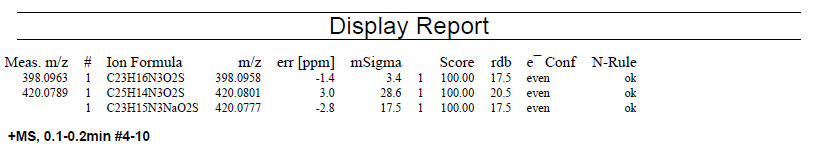 Display Report
Meas. m/z # Ion Formula m/z err [ppm] mSigma Score rdb e¯ Conf N-Rule
398.0963 1 C23H16N3O2S 398.0958 -1.4 3.4 1 100.00 17.5 even ok
420.0789 1 C25H14N3O2S 420.0801 3.0 28.6 1 100.00 20.5 even ok
1 C23H15N3NaO2S 420.0777 -2.8 17.5 1 100.00 17.5 even ok
+MS, 0.1-0.2min #4-10